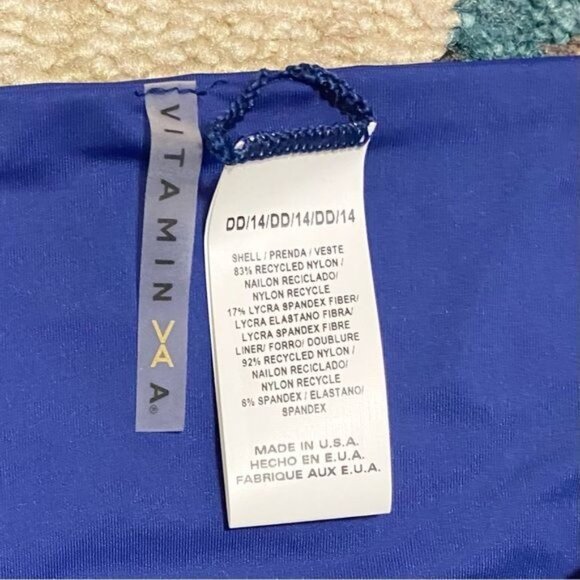 VITAMIN VA A®
DD/14/DD/14/DD/14
SHELL / PRENDA / VESTE
83% RECYCLED NYLON /
NAILON RECICLADO/
NYLON RECYCLE
17% LYCRA SPANDEX FIBER/
LYCRA ELASTANO FIBRA/
LYCRA SPANDEX FIBRE
LINER/ FORRO/ DOUBLURE
92% RECYCLED NYLON /
NAILON RECICLADO/
NYLON RECYCLE
8% SPANDEX / ELASTANO/
SPANDEX
MADE IN U.S.A.
HECHO EN E.U.A.
FABRIQUE AUX E.U.A.